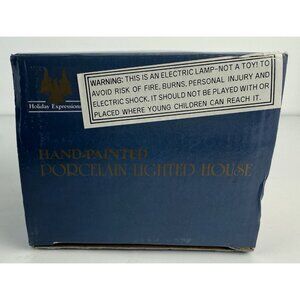 Holiday Expressions
WARNING: THIS IS AN ELECTRIC LAMP-NOT A TOY! TO
AVOID RISK OF FIRE, BURNS, PERSONAL INJURY AND
ELECTRIC SHOCK, IT SHOULD NOT BE PLAYED WITH OR
PLACED WHERE YOUNG CHILDREN CAN REACH IT.
HAND-PAINTED
PORCELAIN LIGHTED HOUSE